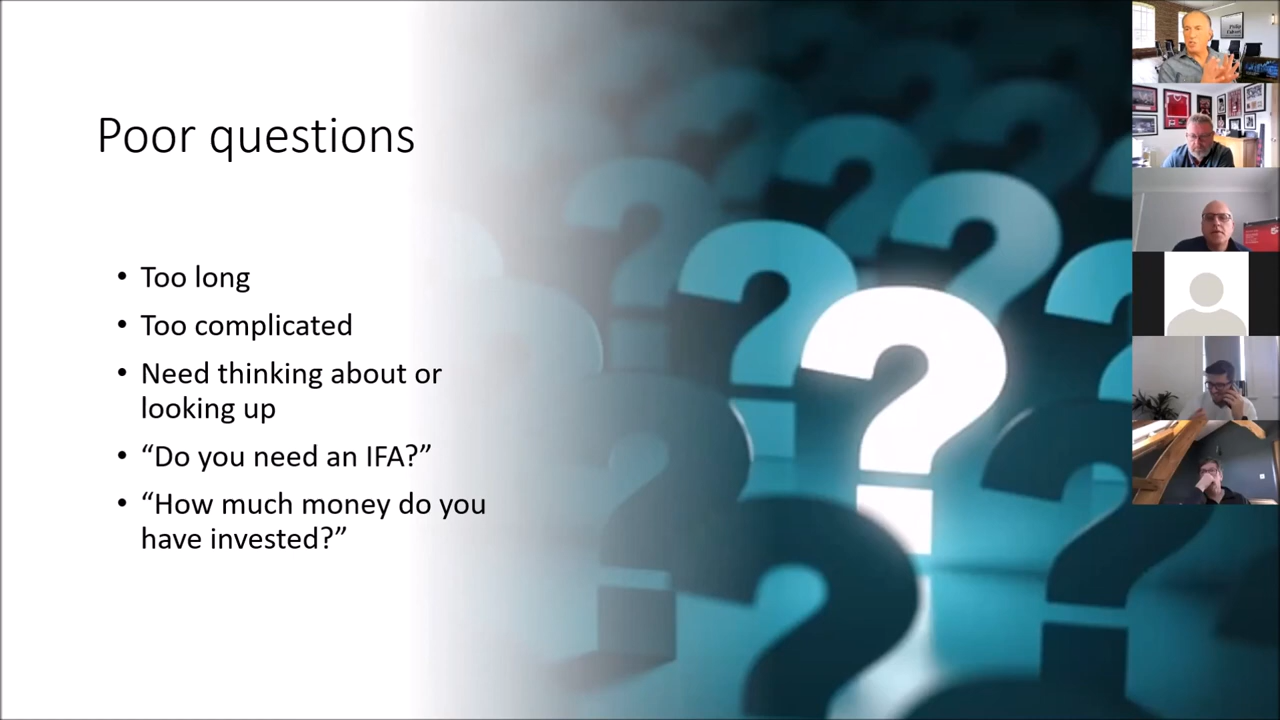 Poor questions
• Too long
• Too complicated
• Need thinking about or
looking up
• “Do you need an IFA?”
• “How much money do you
have invested?”